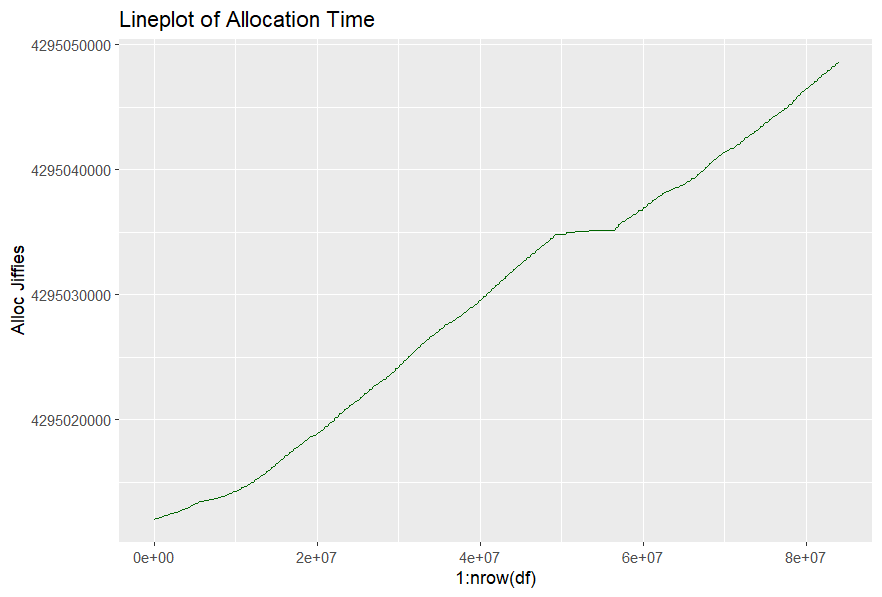 Lineplot of Allocation Time
4295050000
4295040000
4295030000
4295020000
Alloc Jiffies
0e+00 2e+07 4e+07 6e+07 8e+07
1:nrow(df)